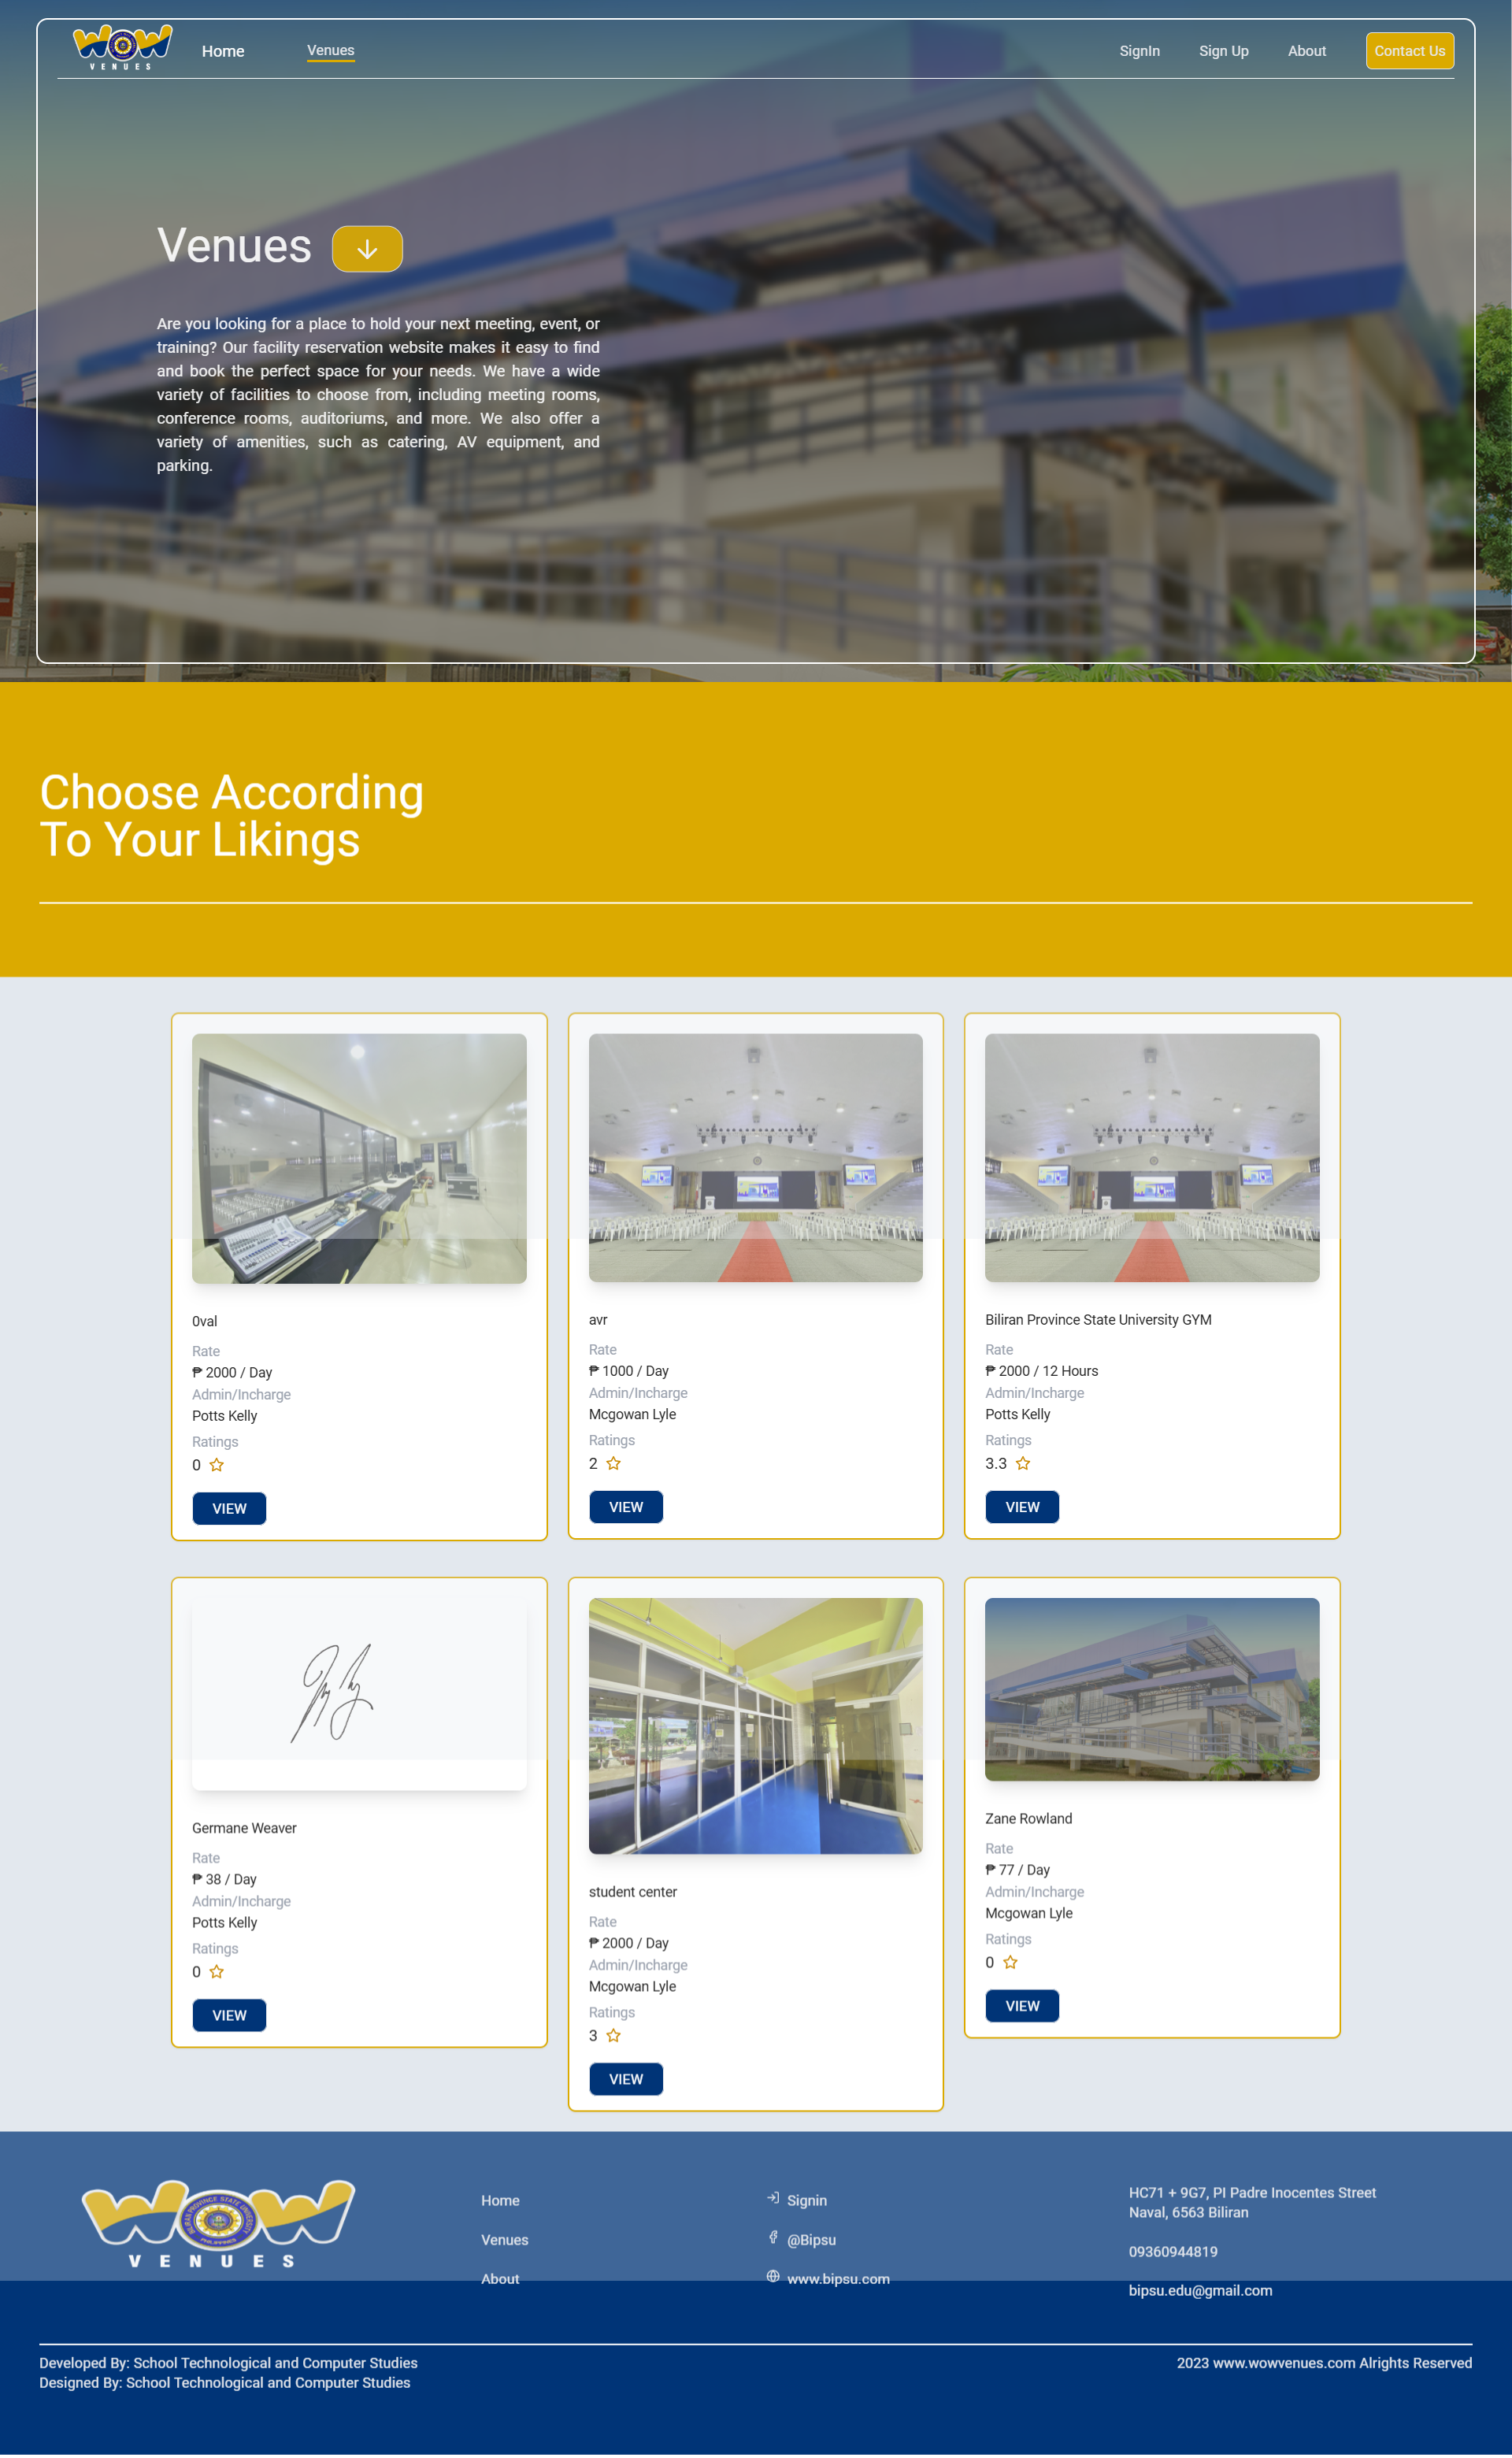 WOW
VENUES
Home
Venues
SignIn
Sign Up
About
Contact Us
Venues
Are you looking for a place to hold your next meeting, event, or
training? Our facility reservation website makes it easy to find
and book the perfect space for your needs. We have a wide
variety of facilities to choose from, including meeting rooms,
conference rooms, auditoriums, and more. We also offer a
variety of amenities, such as catering, AV equipment, and
parking.
Choose According
To Your Likings
0val
Rate
₱ 2000 / Day
Admin/Incharge
Potts Kelly
Ratings
0
VIEW
avr
Rate
₱ 1000 / Day
Admin/Incharge
Mcgowan Lyle
Ratings
2
VIEW
Biliran Province State University GYM
Rate
₱ 2000 / 12 Hours
Admin/Incharge
Potts Kelly
Ratings
3.3
VIEW
Germane Weaver
Rate
₱ 38 / Day
Admin/Incharge
Potts Kelly
Ratings
0
VIEW
student center
Rate
₱ 2000 / Day
Admin/Incharge
Mcgowan Lyle
Ratings
3
VIEW
Zane Rowland
Rate
₱ 77 / Day
Admin/Incharge
Mcgowan Lyle
Ratings
0
VIEW
WOW
BILIRAN PROVINCE STATE UNIVERSITY
PHILIPPINES
VENUES
Home
Venues
About
Signin
@Bipsu
www.bipsu.com
HC71 + 9G7, PI Padre Inocentes Street
Naval, 6563 Biliran
09360944819
bipsu.edu@gmail.com
Developed By: School Technological and Computer Studies
Designed By: School Technological and Computer Studies
2023 www.wowvenues.com Alrights Reserved